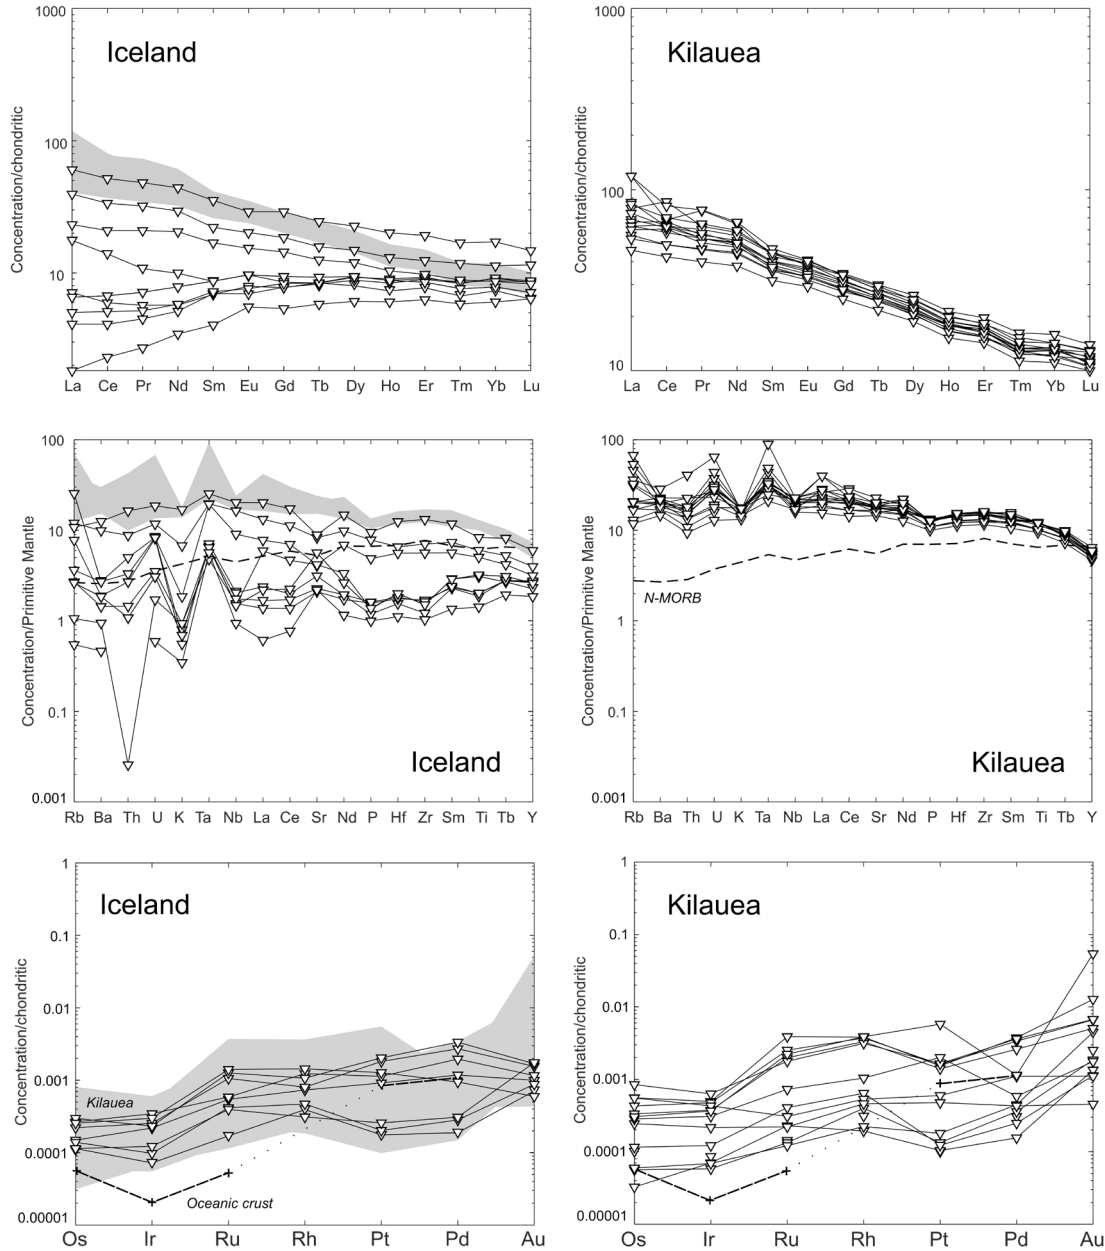 Iceland
Concentration/chondritic
1000
100
10
La Ce Pr Nd Sm Eu Gd Tb Dy Ho Er Tm Yb Lu
Kilauea
Concentration/chondritic
1000
100
10
La Ce Pr Nd Sm Eu Gd Tb Dy Ho Er Tm Yb Lu
Concentration/Primitive Mantle
100
10
1
0.1
0.001
Iceland
Rb Ba Th U K Ta Nb La Ce Sr Nd P Hf Zr Sm Ti Tb Y
Concentration/Primitive Mantle
100
10
1
0.1
0.001
N-MORB
Kilauea
Rb Ba Th U K Ta Nb La Ce Sr Nd P Hf Zr Sm Ti Tb Y
Iceland
Concentration/chondritic
1
0.1
0.01
0.001
0.0001
0.00001
Kilauea
Oceanic crust
Os Ir Ru Rh Pt Pd Au
Kilauea
Concentration/chondritic
1
0.1
0.01
0.001
0.0001
0.00001
Os Ir Ru Rh Pt Pd Au